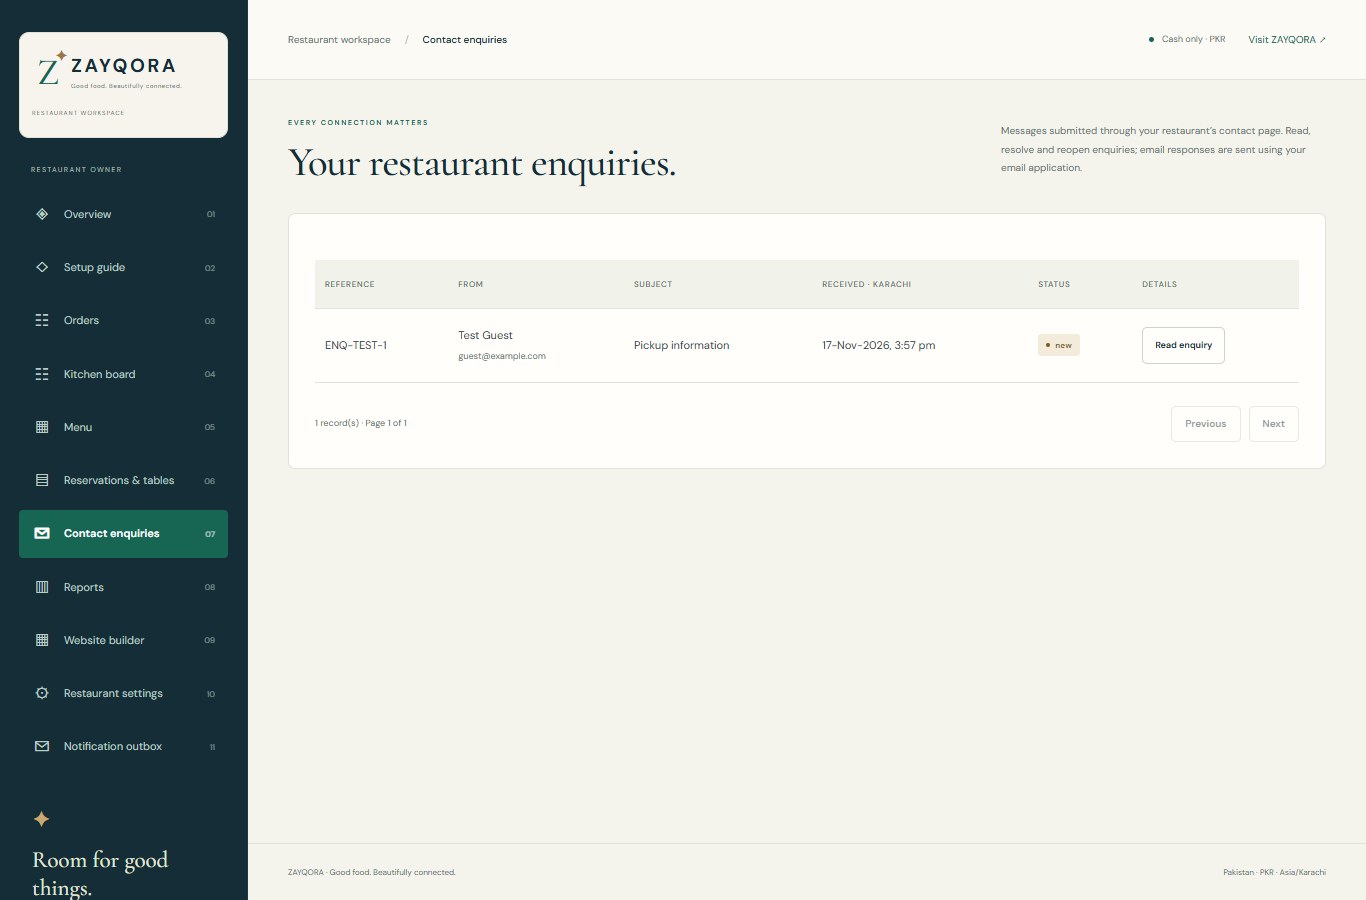 ZAYQORA
Good food. Beautifully connected.
RESTAURANT WORKSPACE
RESTAURANT OWNER
Overview 01
Setup guide 02
Orders 03
Kitchen board 04
Menu 05
Reservations & tables 06
Contact enquiries 07
Reports 08
Website builder 09
Restaurant settings 10
Notification outbox 11
Room for good
things.
Restaurant workspace / Contact enquiries
Cash only · PKR
Visit ZAYQORA ↗
EVERY CONNECTION MATTERS
Your restaurant enquiries.
Messages submitted through your restaurant's contact page. Read,
resolve and reopen enquiries; email responses are sent using your
email application.
REFERENCE FROM SUBJECT RECEIVED · KARACHI STATUS DETAILS
ENQ-TEST-1 Test Guest Pickup information 17-Nov-2026, 3:57 pm new Read enquiry
guest@example.com
1 record(s) · Page 1 of 1
Previous Next
ZAYQORA · Good food. Beautifully connected.
Pakistan · PKR · Asia/Karachi